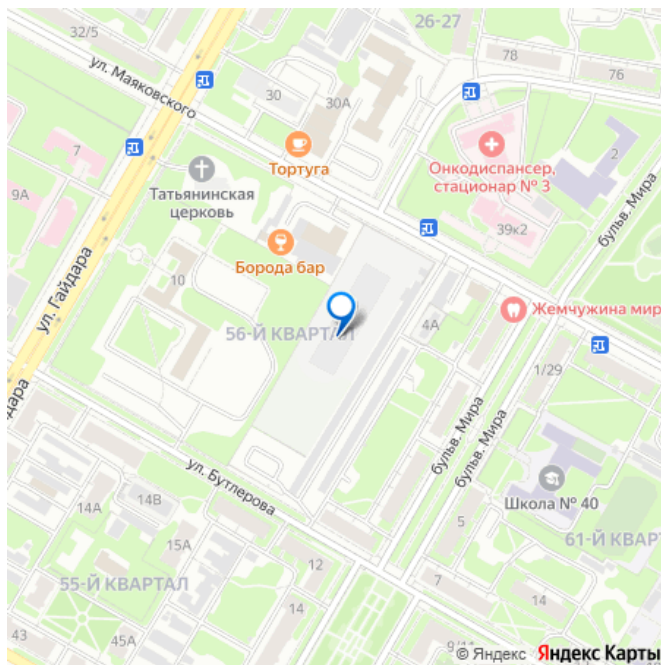 32/5
26-27
78
76
ул. Маяковского
30
30А
Тортуга
7
Татьянинская
церковь
Онкодиспансер,
стационар № 3
2
9А
39к2
бульв. Мира
Борода бар
10
ул. Гайдара
Жемчужина мир
4А
56-Й КВАРТАЛ
1/29
дара
бульв. Мира
бульв. Мира
ул. Бутлерова
Школа № 40
14А
14В
5
61-Й КВАРТ
15А
12
55-Й КВАРТАЛ
7
14
14
43
45А
9/11
© Яндекс Яндекс Карты